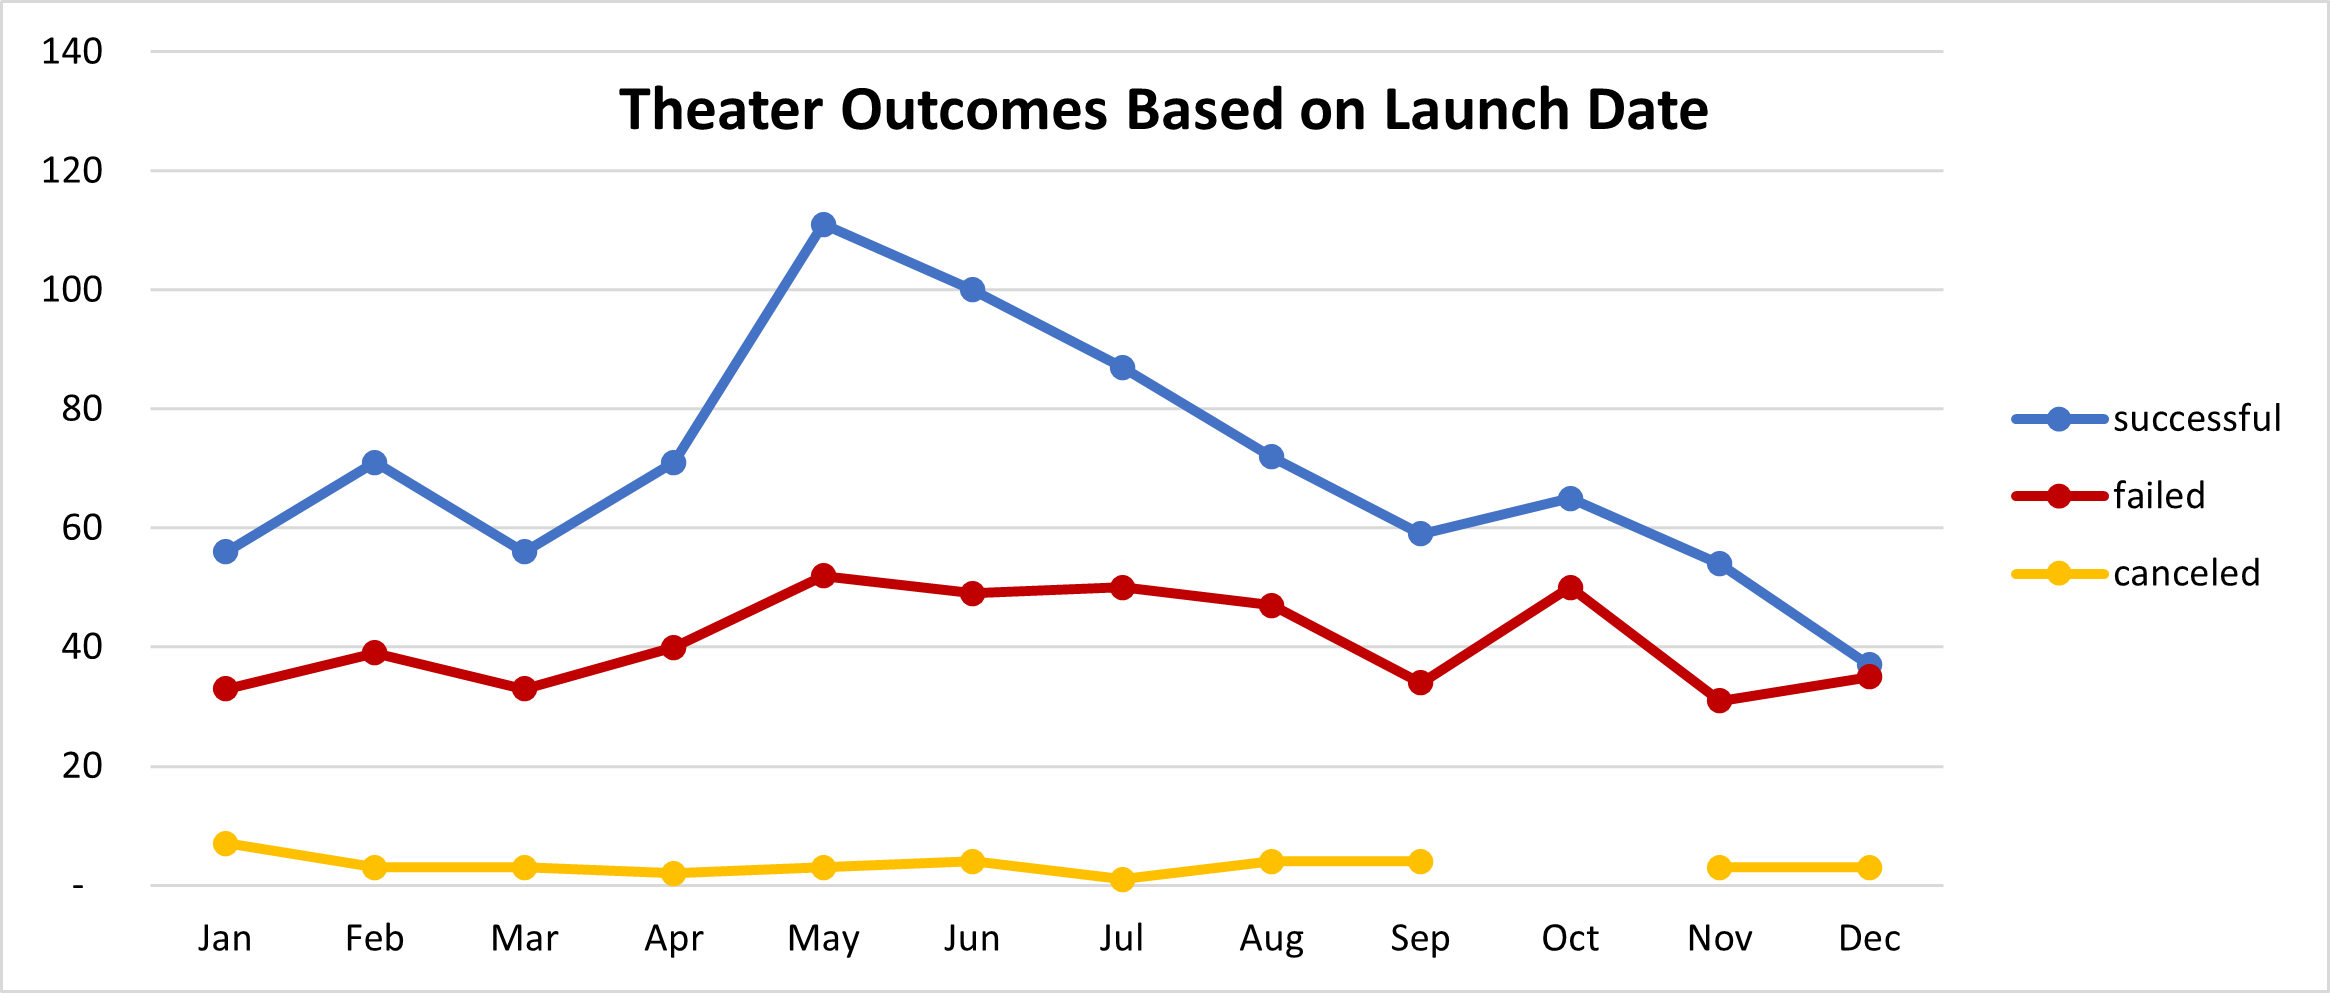 Theater Outcomes Based on Launch Date
140
120
100
80
60
40
20
-
Jan Feb Mar Apr May Jun Jul Aug Sep Oct Nov Dec
successful
failed
canceled